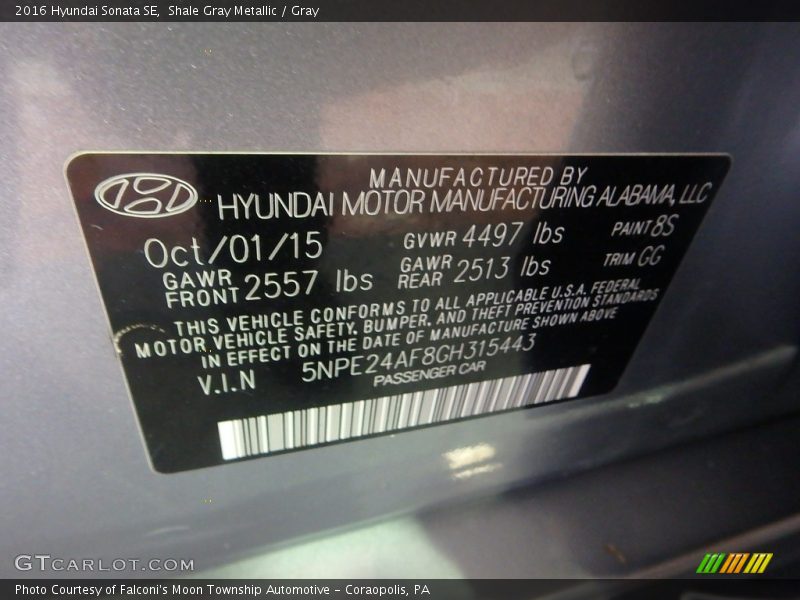 2016 Hyundai Sonata SE,  Shale Gray Metallic / Gray
MANUFACTURED BY
HYUNDAI MOTOR MANUFACTURING ALABAMA, LLC
Oct/01/15 GVWR 4497 lbs PAINT 8S
GAWR FRONT 2557 lbs GAWR REAR 2513 lbs TRIM GG
THIS VEHICLE CONFORMS TO ALL APPLICABLE U.S.A. FEDERAL
MOTOR VEHICLE SAFETY, BUMPER, AND THEFT PREVENTION STANDARDS
IN EFFECT ON THE DATE OF MANUFACTURE SHOWN ABOVE
V.I.N 5NPE24AF8GH315443
PASSENGER CAR
GTCARLOT.COM
Photo Courtesy of Falconi's Moon Township Automotive – Coraopolis, PA